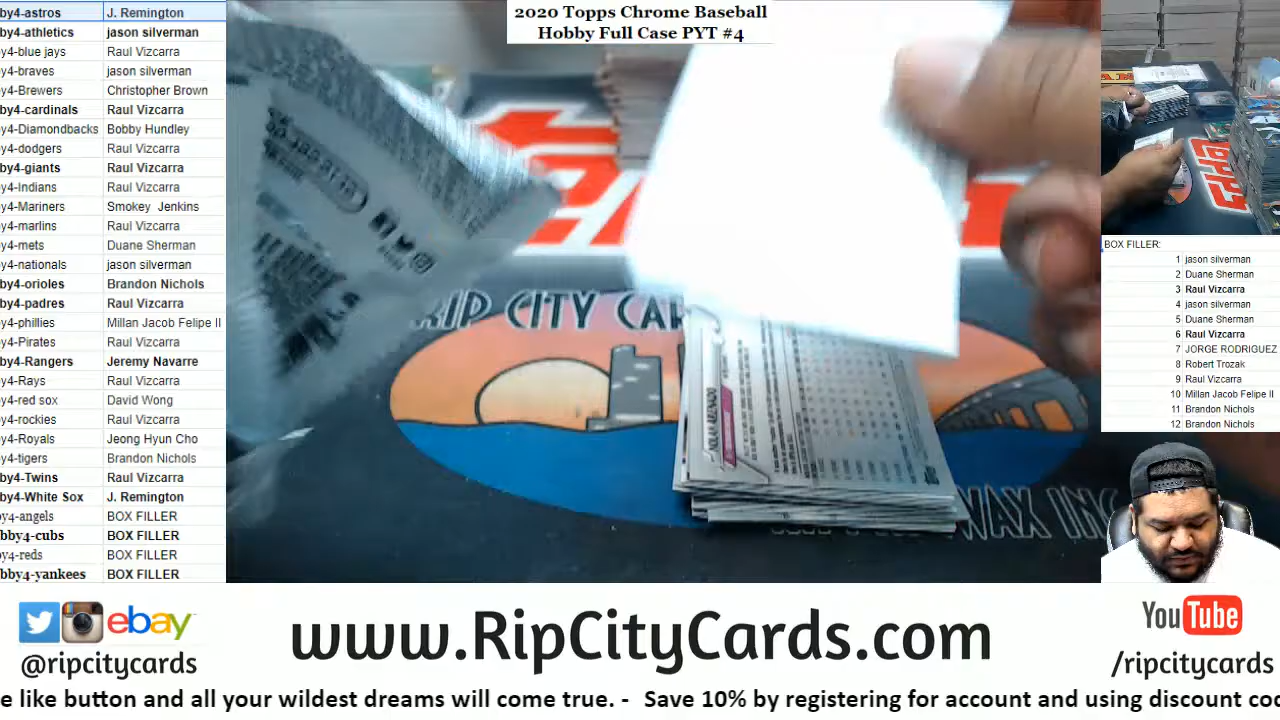 by4-astros J. Remington
by4-athletics jason silverman
y4-blue jays Raul Vizcarra
y4-braves jason silverman
y4-Brewers Christopher Brown
by4-cardinals Raul Vizcarra
y4-Diamondbacks Bobby Hundley
y4-dodgers Raul Vizcarra
by4-giants Raul Vizcarra
y4-Indians Raul Vizcarra
y4-Mariners Smokey Jenkins
y4-marlins Raul Vizcarra
y4-mets Duane Sherman
y4-nationals jason silverman
by4-orioles Brandon Nichols
by4-padres Raul Vizcarra
y4-phillies Millan Jacob Felipe II
y4-Pirates Raul Vizcarra
by4-Rangers Jeremy Navarre
y4-Rays Raul Vizcarra
y4-red sox David Wong
y4-rockies Raul Vizcarra
y4-Royals Jeong Hyun Cho
y4-tigers Brandon Nichols
by4-Twins Raul Vizcarra
by4-White Sox J. Remington
y4-angels BOX FILLER
bby4-cubs BOX FILLER
y4-reds BOX FILLER
bby4-yankees BOX FILLER
2020 Topps Chrome Baseball
Hobby Full Case PYT #4
RIP CITY CAR
WAX INC
NOLAN ARENADO
BOX FILLER:
1 jason silverman
2 Duane Sherman
3 Raul Vizcarra
4 jason silverman
5 Duane Sherman
6 Raul Vizcarra
7 JORGE RODRIGUEZ
8 Robert Trozak
9 Raul Vizcarra
10 Millan Jacob Felipe II
11 Brandon Nichols
12 Brandon Nichols
ebay
@ripcitycards
www.RipCityCards.com
YouTube
/ripcitycards
e like button and all your wildest dreams will come true. - Save 10% by registering for account and using discount cod